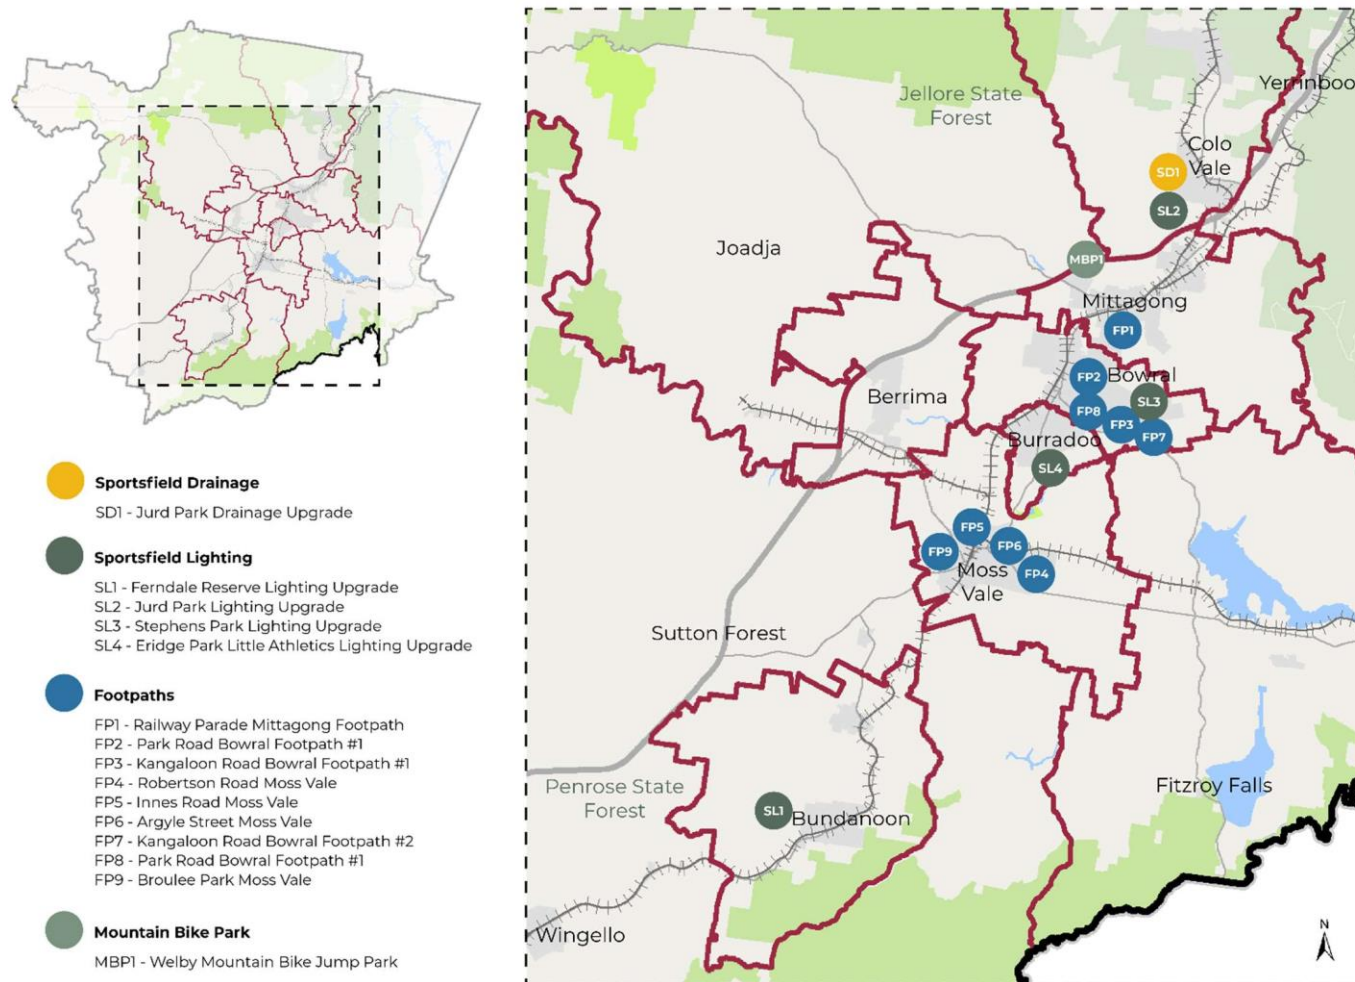 Sportsfield Drainage
SD1 - Jurd Park Drainage Upgrade
Sportsfield Lighting
SL1 - Ferndale Reserve Lighting Upgrade
SL2 - Jurd Park Lighting Upgrade
SL3 - Stephens Park Lighting Upgrade
SL4 - Eridge Park Little Athletics Lighting Upgrade
Footpaths
FP1 - Railway Parade Mittagong Footpath
FP2 - Park Road Bowral Footpath #1
FP3 - Kangaloon Road Bowral Footpath #1
FP4 - Robertson Road Moss Vale
FP5 - Innes Road Moss Vale
FP6 - Argyle Street Moss Vale
FP7 - Kangaloon Road Bowral Footpath #2
FP8 - Park Road Bowral Footpath #1
FP9 - Broulee Park Moss Vale
Mountain Bike Park
MBP1 - Welby Mountain Bike Jump Park
Yerrinboo
Jellore State
Forest
Colo
Vale
SD1
SL2
Joadja
MBP1
Mittagong
FP1
FP2
Bowral
Berrima
SL3
FP8
FP3
FP7
Burradoo
SL4
FP5
FP9
FP6
FP4
Moss
Vale
Sutton Forest
Penrose State
Forest
Fitzroy Falls
SL1
Bundanoon
Wingello
N